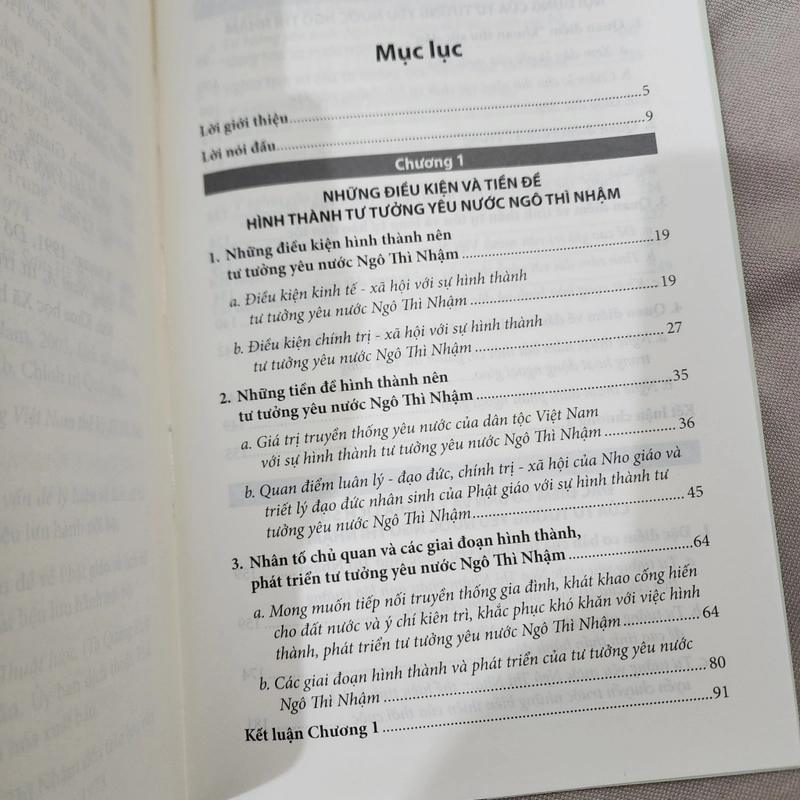 Mục lục
Lời giới thiệu.....5
Lời nói đầu.....9
Chương 1
NHỮNG ĐIỀU KIỆN VÀ TIỀN ĐỀ
HÌNH THÀNH TƯ TƯỞNG YÊU NƯỚC NGÔ THÌ NHẬM
1. Những điều kiện hình thành nên
tư tưởng yêu nước Ngô Thì Nhậm.....19
a. Điều kiện kinh tế - xã hội với sự hình thành
tư tưởng yêu nước Ngô Thì Nhậm.....19
b. Điều kiện chính trị - xã hội với sự hình thành
tư tưởng yêu nước Ngô Thì Nhậm.....27
2. Những tiền đề hình thành nên
tư tưởng yêu nước Ngô Thì Nhậm.....35
a. Giá trị truyền thống yêu nước của dân tộc Việt Nam
với sự hình thành tư tưởng yêu nước Ngô Thì Nhậm.....36
b. Quan điểm luân lý - đạo đức, chính trị - xã hội của Nho giáo và
triết lý đạo đức nhân sinh của Phật giáo với sự hình thành tư
tưởng yêu nước Ngô Thì Nhậm.....45
3. Nhân tố chủ quan và các giai đoạn hình thành,
phát triển tư tưởng yêu nước Ngô Thì Nhậm.....64
a. Mong muốn tiếp nối truyền thống gia đình, khát khao cống hiến
cho đất nước và ý chí kiên trì, khắc phục khó khăn với việc hình
thành, phát triển tư tưởng yêu nước Ngô Thì Nhậm.....64
b. Các giai đoạn hình thành và phát triển của tư tưởng yêu nước
Ngô Thì Nhậm.....80
Kết luận Chương 1.....91